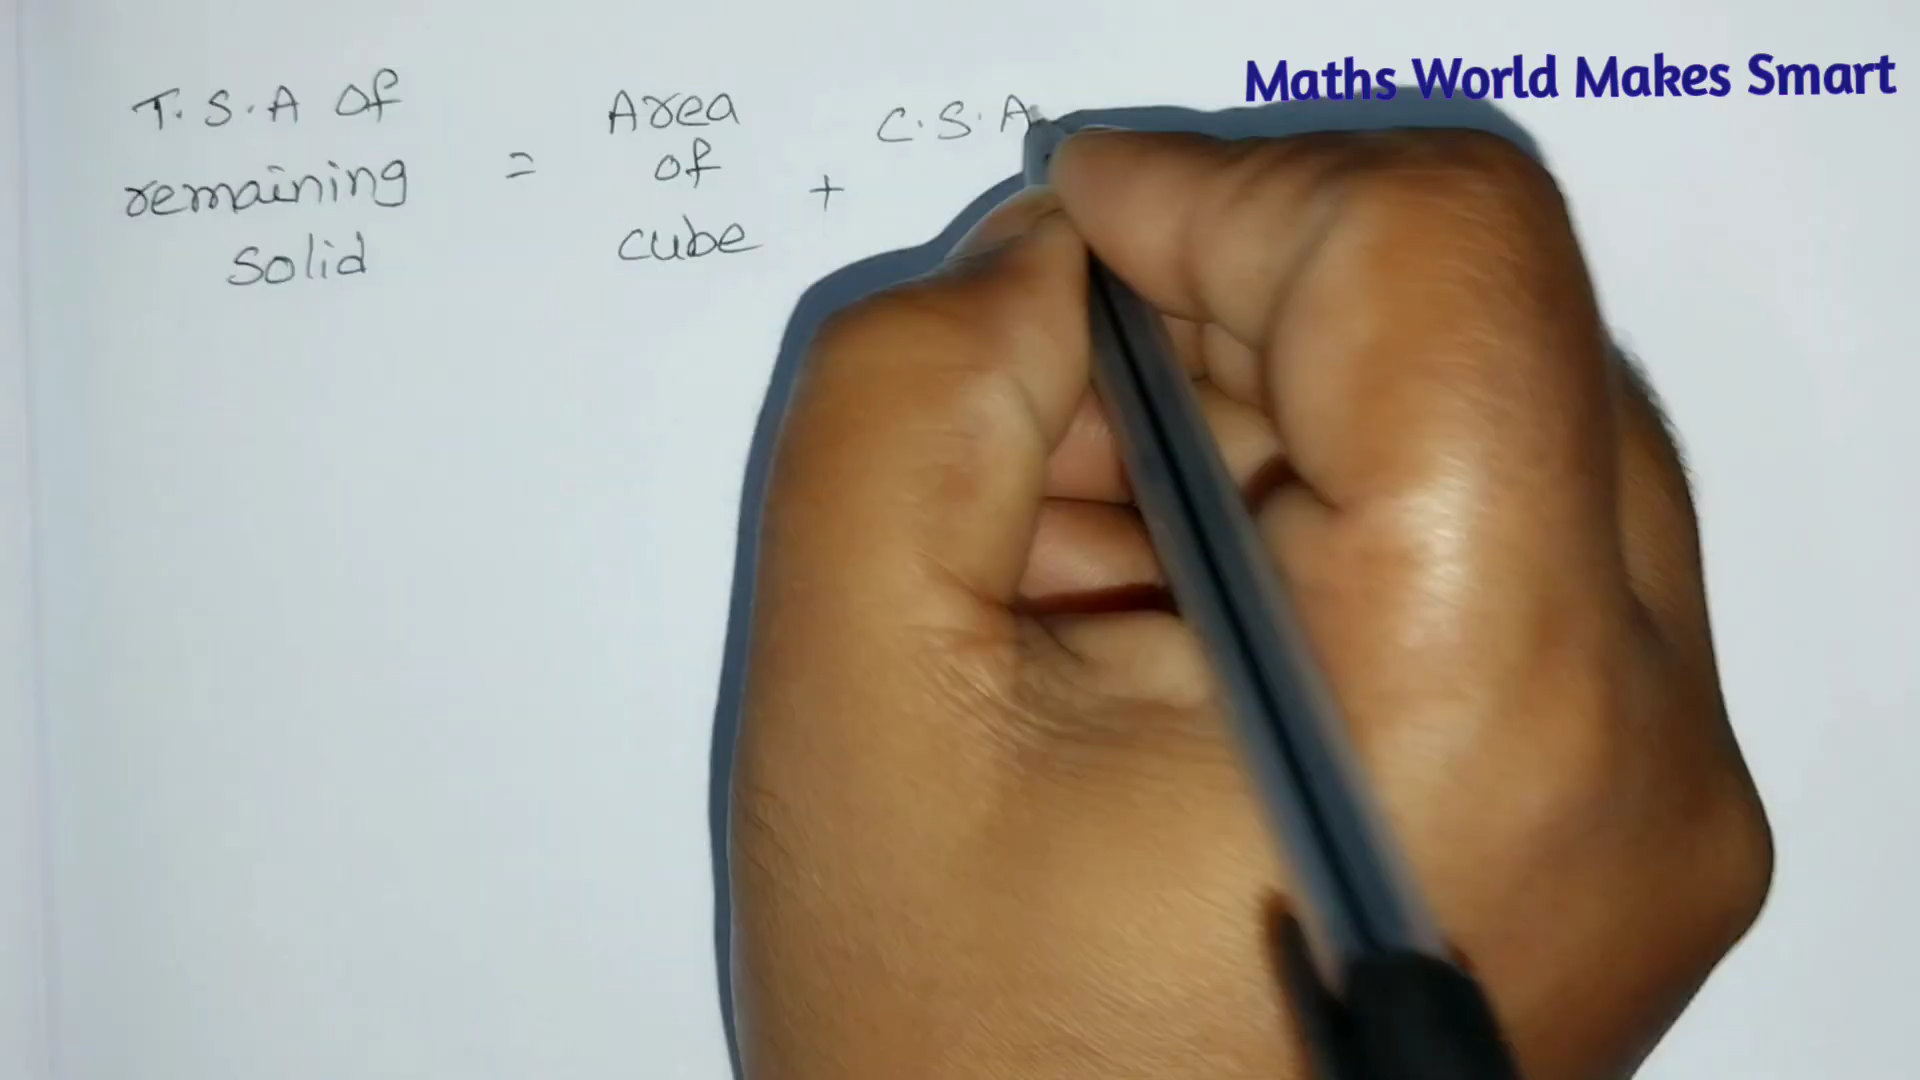 Maths World Makes Smart
T.S.A Of
remaining
solid
=
Area
of
cube
+
C.S.A